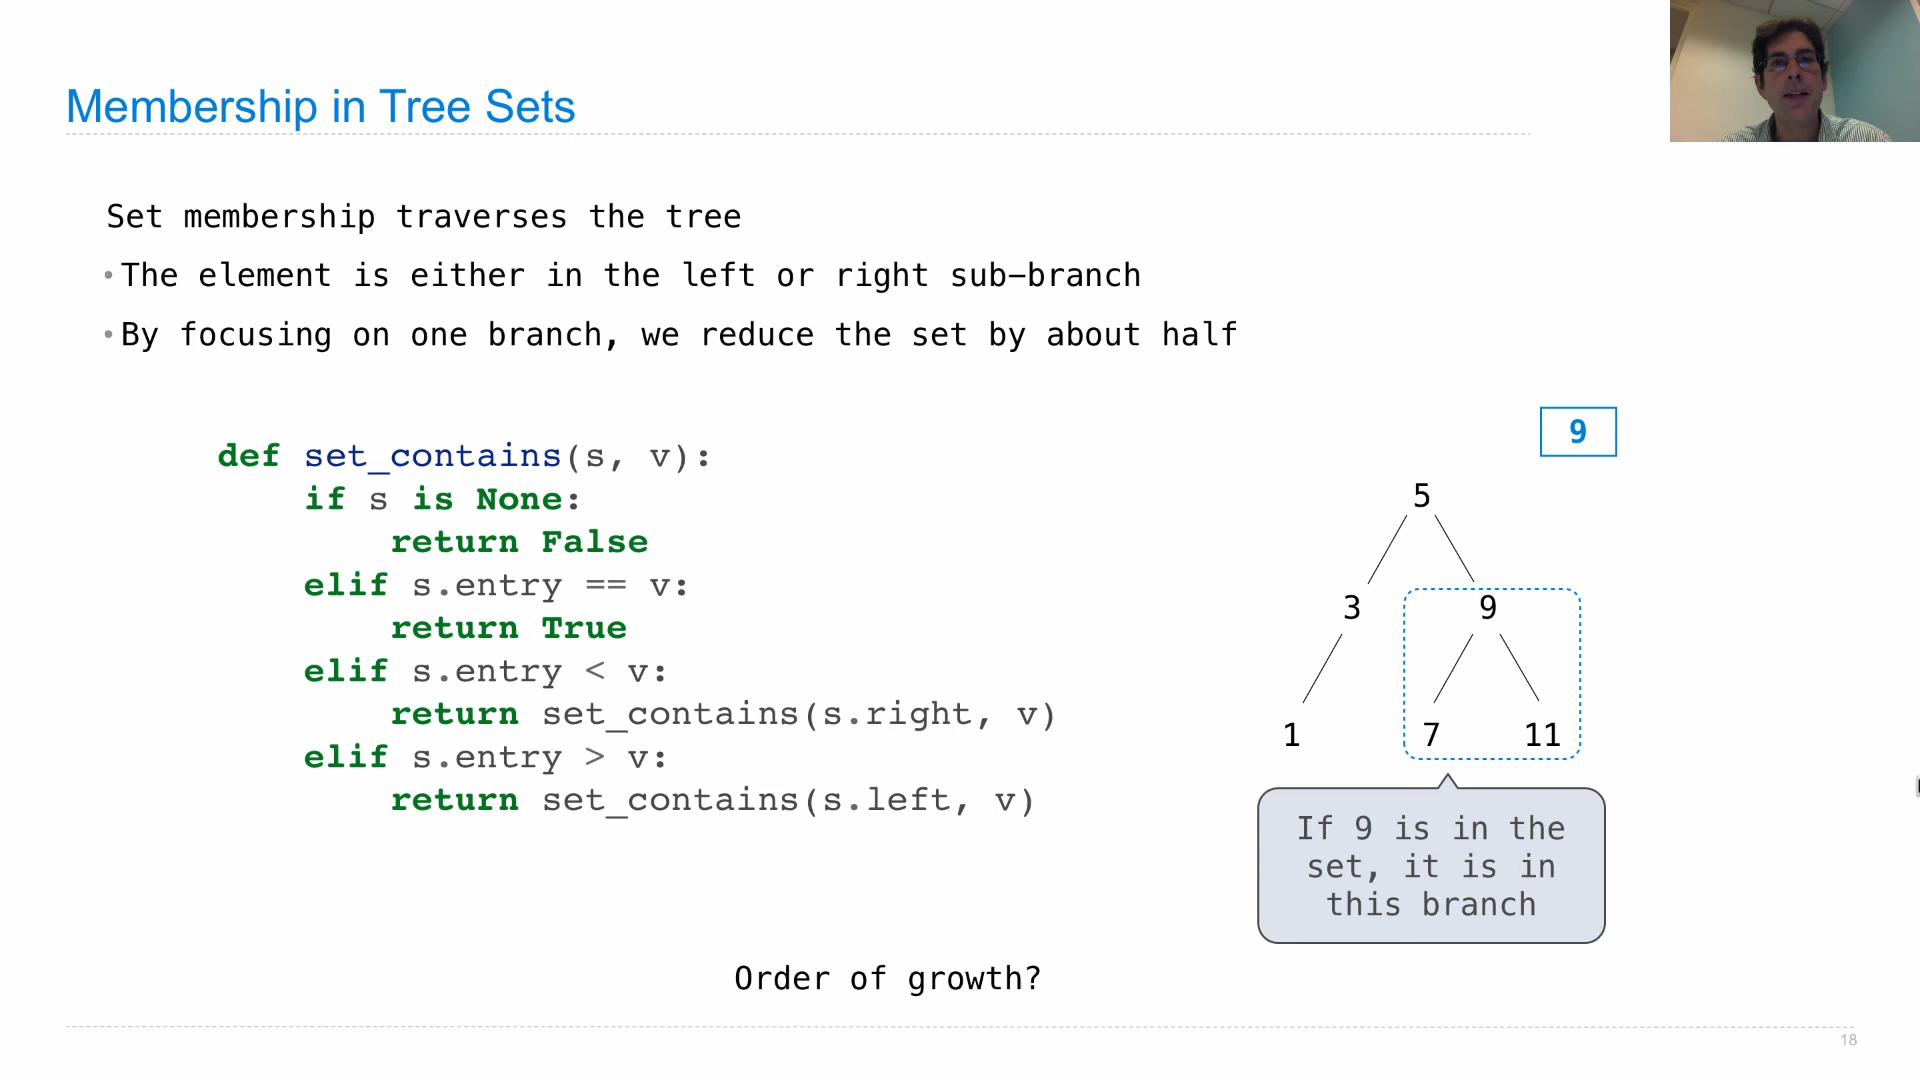 Membership in Tree Sets
Set membership traverses the tree
•The element is either in the left or right sub–branch
•By focusing on one branch, we reduce the set by about half
def set_contains(s, v):
    if s is None:
        return False
    elif s.entry == v:
        return True
    elif s.entry < v:
        return set_contains(s.right, v)
    elif s.entry > v:
        return set_contains(s.left, v)
9
5
3 9
1 7 11
If 9 is in the
set, it is in
this branch
Order of growth?
18